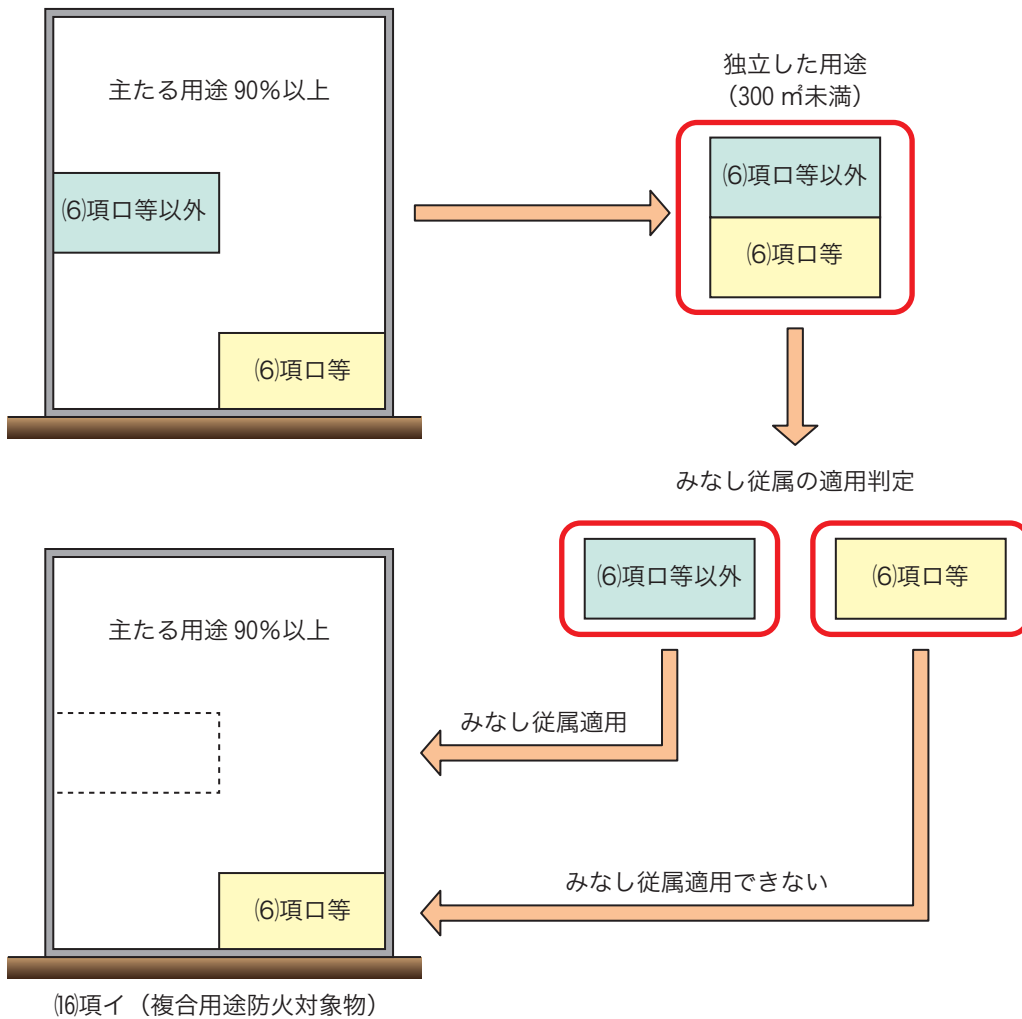 主たる用途 90％以上
⑹項ロ等以外
⑹項ロ等
独立した用途
（300 ㎡未満）
⑹項ロ等以外
⑹項ロ等
みなし従属の適用判定
⑹項ロ等以外
⑹項ロ等
主たる用途 90％以上
みなし従属適用
みなし従属適用できない
⑹項ロ等
⒃項イ（複合用途防火対象物）